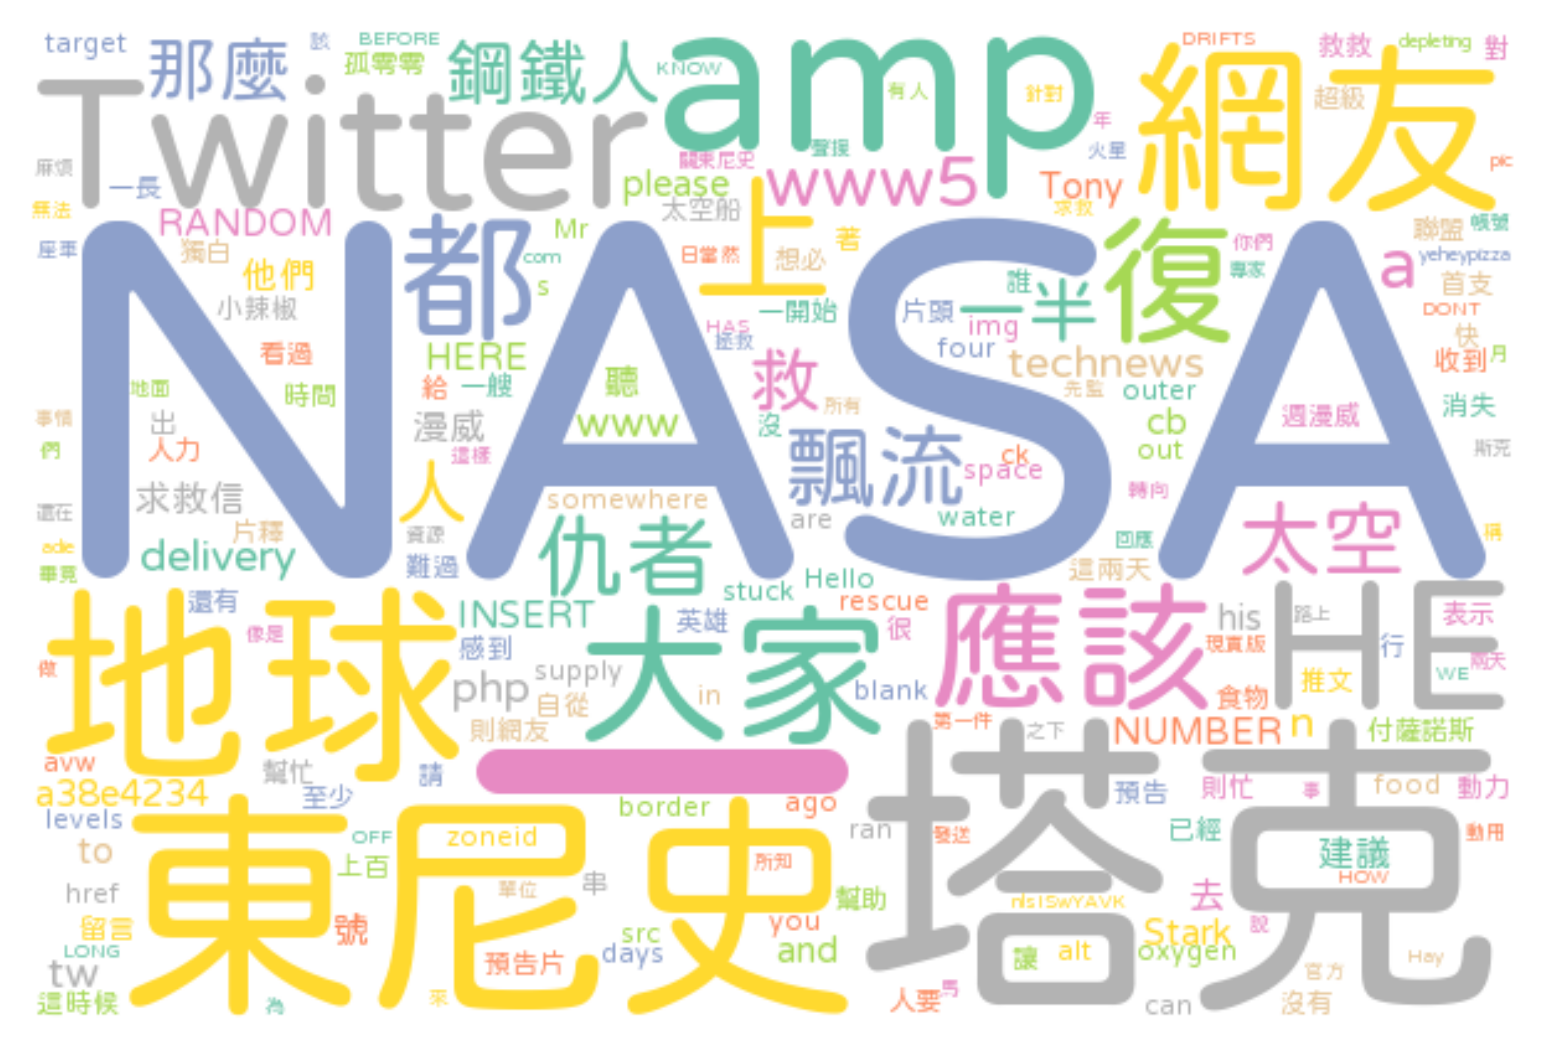 target
那麼
該
BEFORE
孤零零
鋼鐵人
KNOW
amp
有人
針對
DRIFTS
網友
救救
depleting
對
超級
Twitter
麻煩
一長
關東尼史
聲援
年
火星
pic
please
www5
Tony
無法
RANDOM
太空船
上
求救
座車
獨白
他們
都
Mr
com
s
日當然
想必
著
復
你們
專家
a
聯盟
帳號
yeheypizza
首支
NASA
小辣椒
一開始
片頭
誰
一半
img
DONT
快
看過
HERE
HAS
拯救
four
technews
收到
月
地面
時間
給
一艘
聽
救
先監
outer
所有
消失
事情
出
漫威
www
沒
cb
週漫威
們
人力
這樣
飄流
ck
space
out
斯克
求救信
人
somewhere
轉向
還在
片釋
資源
仇者
are
water
回應
太空
稱
ade
畢竟
delivery
難過
stuck
Hello
這兩天
地球
還有
INSERT
英雄
rescue
應該
his
路上
HE
表示
像是
感到
大家
很
現實版
行
WE
兩天
做
php
supply
自從
in
blank
食物
推文
則網友
第一件
之下
NUMBER
n
付薩諾斯
avw
幫忙
請
塔克
a38e4234
至少
border
ago
預告
則忙
事
food
動力
levels
東尼史
OFF
zoneid
ran
發送
已經
動用
to
上百
所知
建議
HOW
href
單位
串
幫助
nlsISwYAVK
去
留言
號
src
you
Stark
說
LONG
預告片
days
and
讓
alt
oxygen
Hay
tw
官方
這時候
為
來
人要
馬
can
沒有